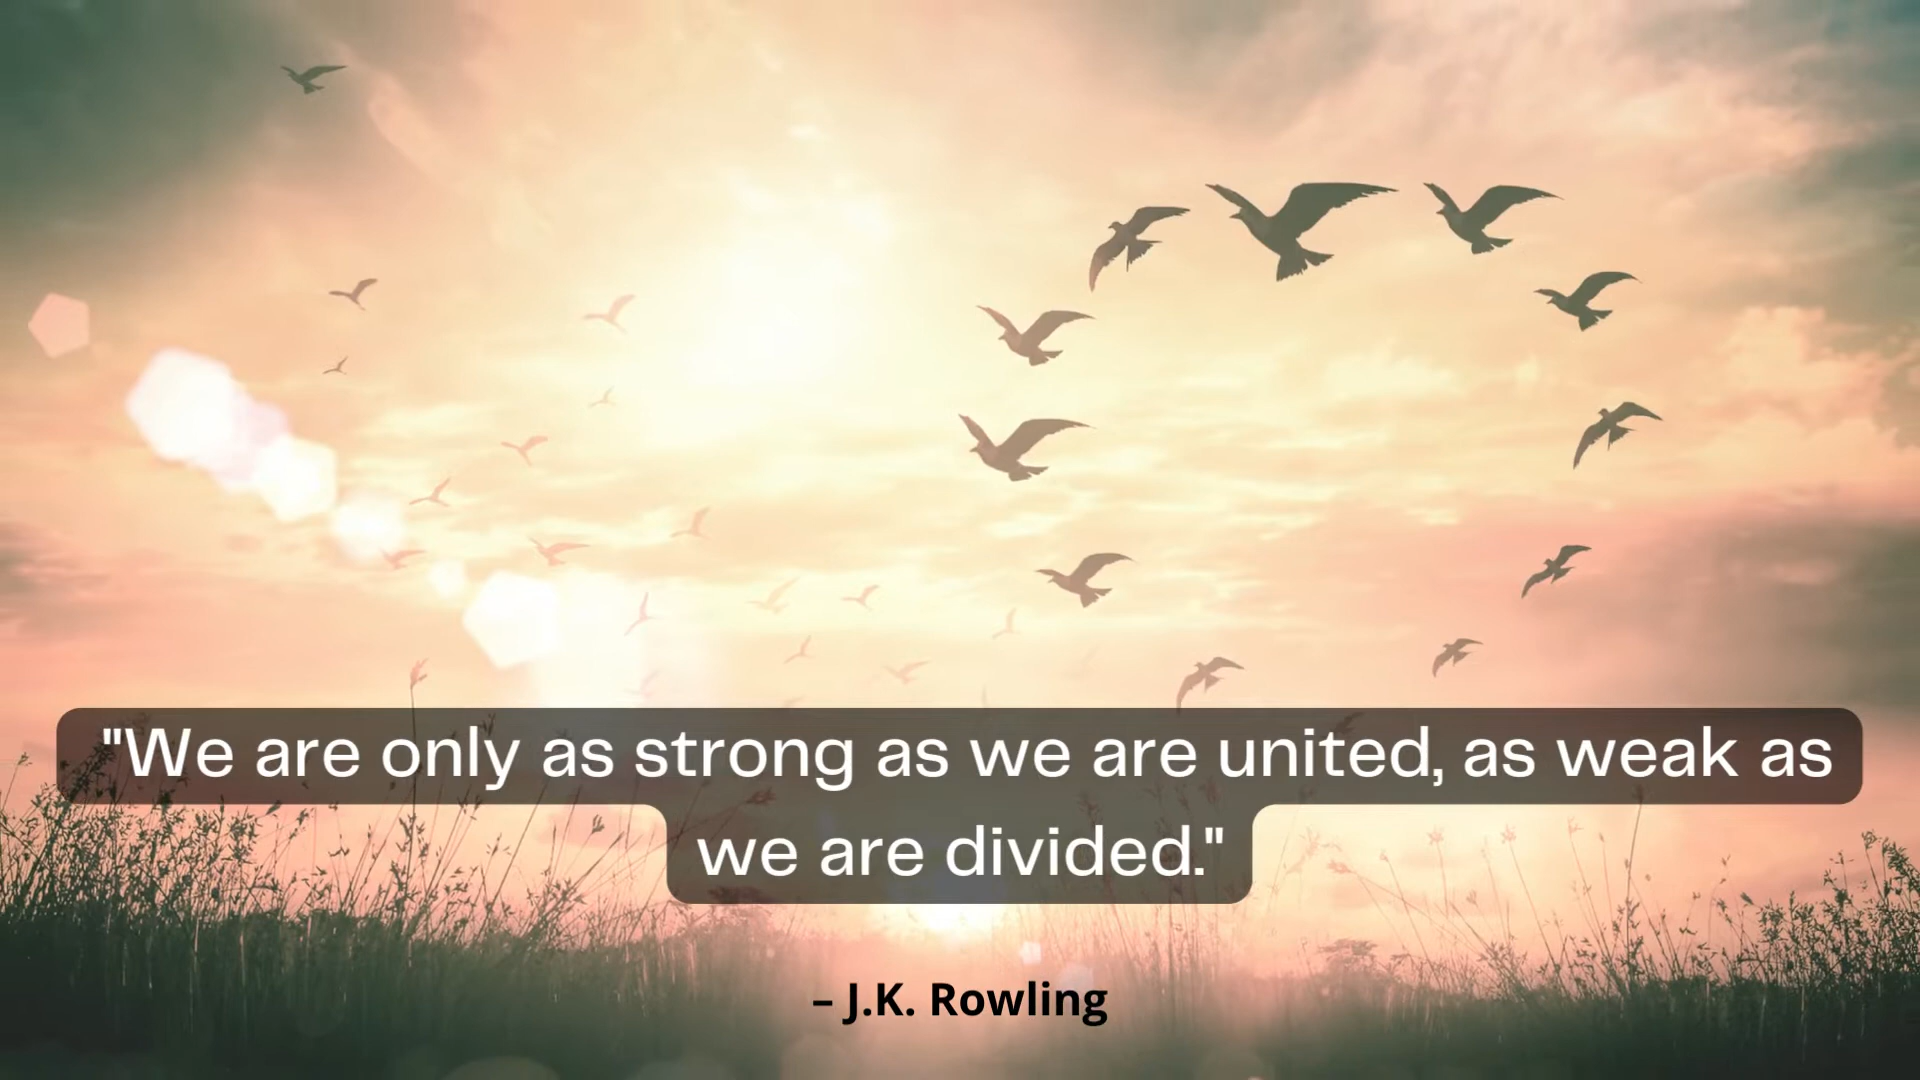 "We are only as strong as we are united, as weak as
we are divided."
– J.K. Rowling